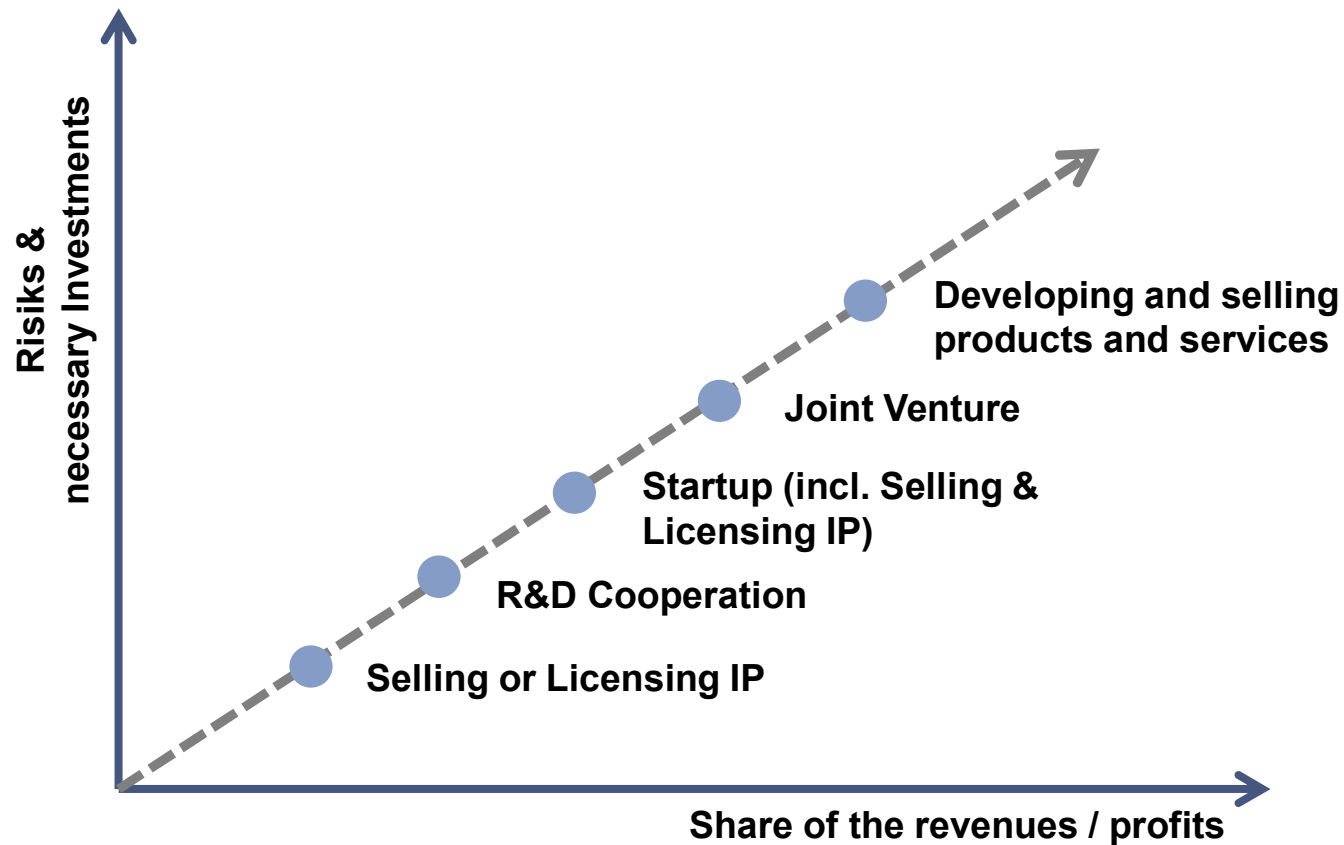 Risiks &
necessary Investments
Developing and selling
products and services
Joint Venture
Startup (incl. Selling &
Licensing IP)
R&D Cooperation
Selling or Licensing IP
Share of the revenues / profits